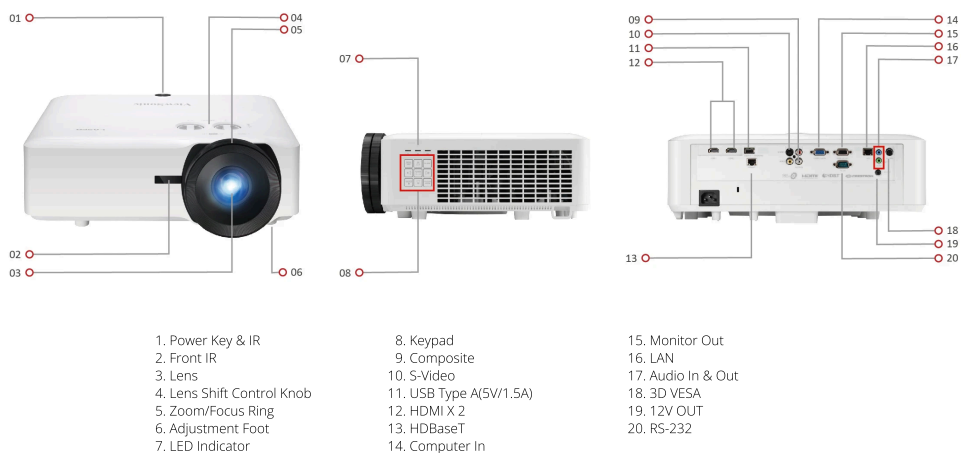 01
04
05
07
02
03
06
08
09
10
11
12
14
15
16
17
13
18
19
20
1. Power Key & IR
2. Front IR
3. Lens
4. Lens Shift Control Knob
5. Zoom/Focus Ring
6. Adjustment Foot
7. LED Indicator
8. Keypad
9. Composite
10. S-Video
11. USB Type A(5V/1.5A)
12. HDMI X 2
13. HDBaseT
14. Computer In
15. Monitor Out
16. LAN
17. Audio In & Out
18. 3D VESA
19. 12V OUT
20. RS-232